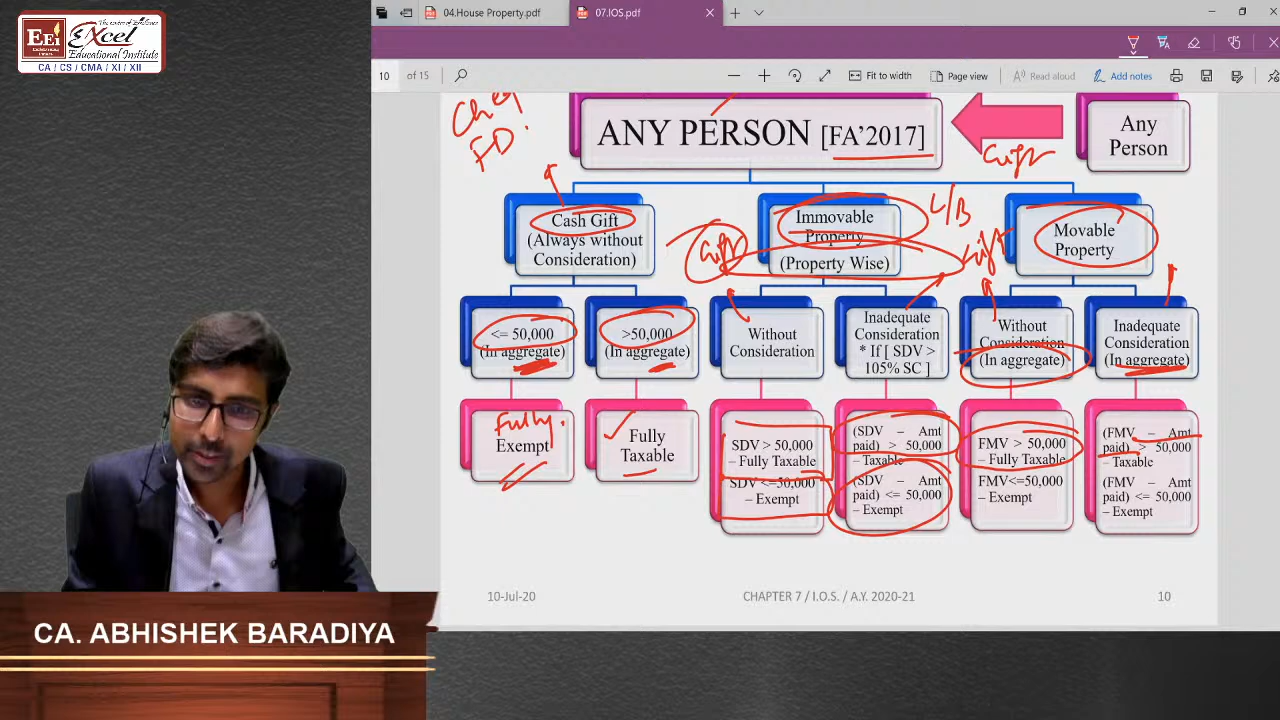 The centre of Excellence
EEi
Excel
Educational Institute
CA / CS / CMA / XI / XII
04.House Property.pdf
07.IOS.pdf
10
of 15
Fit to width
Page view
Read aloud
Add notes
Cheq
FD
ANY PERSON [FA'2017]
Gift
Any
Person
Cash Gift
(Always without
Consideration)
Immovable
Property
(Property Wise)
L/B
Gift
Gift
Movable
Property
<= 50,000
(In aggregate)
>50,000
(In aggregate)
Without
Consideration
Inadequate
Consideration
* If [ SDV >
105% SC ]
Without
Consideration
(In aggregate)
Inadequate
Consideration
(In aggregate)
Fully
Exempt
Fully
Taxable
SDV > 50,000
– Fully Taxable
SDV <=50,000
– Exempt
(SDV – Amt
paid) > 50,000
– Taxable
(SDV – Amt
paid) <= 50,000
– Exempt
FMV > 50,000
– Fully Taxable
FMV<=50,000
– Exempt
(FMV – Amt
paid) > 50,000
– Taxable
(FMV – Amt
paid) <= 50,000
– Exempt
10-Jul-20
CHAPTER 7 / I.O.S. / A.Y. 2020-21
10
CA. ABHISHEK BARADIYA